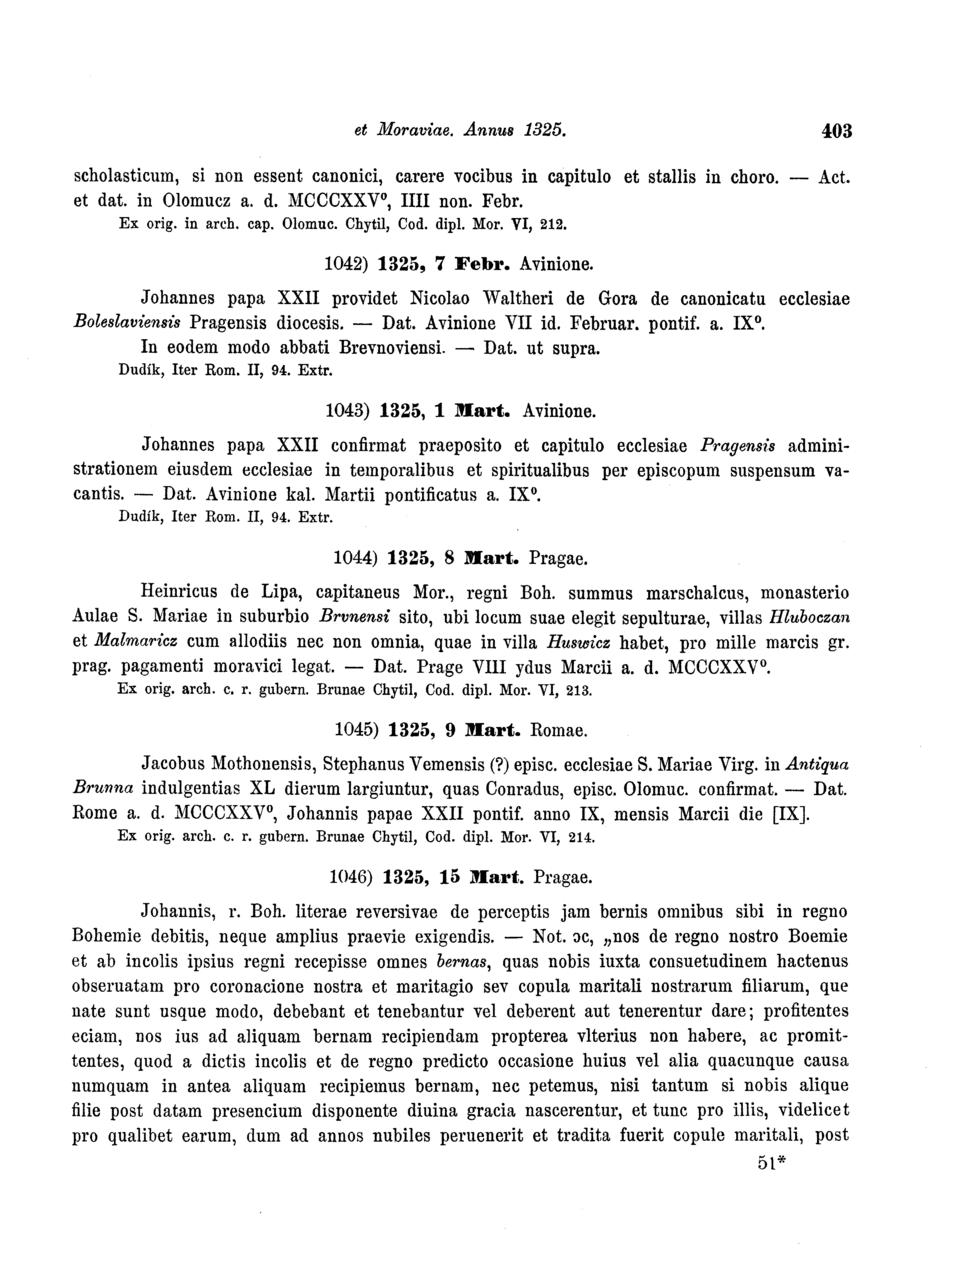 et Moraviae. Annus 1325. 403
scholasticum, si non essent canonici, carere vocibus in capitulo et stallis in choro. — Act.
et dat. in Olomucz a. d. MCCCXXV⁰, IIII non. Febr.
Ex orig. in arch. cap. Olomuc. Chytil, Cod. dipl. Mor. VI, 212.
1042) 1325, 7 Febr. Avinione.
Johannes papa XXII providet Nicolao Waltheri de Gora de canonicatu ecclesiae
Boleslaviensis Pragensis diocesis. — Dat. Avinione VII id. Februar. pontif. a. IX⁰.
In eodem modo abbati Brevnoviensi. — Dat. ut supra.
Dudík, Iter Rom. II, 94. Extr.
1043) 1325, 1 Mart. Avinione.
Johannes papa XXII confirmat praeposito et capitulo ecclesiae Pragensis admini-
strationem eiusdem ecclesiae in temporalibus et spiritualibus per episcopum suspensum va-
cantis. — Dat. Avinione kal. Martii pontificatus a. IX⁰.
Dudík, Iter Rom. II, 94. Extr.
1044) 1325, 8 Mart. Pragae.
Heinricus de Lipa, capitaneus Mor., regni Boh. summus marschalcus, monasterio
Aulae S. Mariae in suburbio Brvnensi sito, ubi locum suae elegit sepulturae, villas Hluboczan
et Malmaricz cum allodiis nec non omnia, quae in villa Huswicz habet, pro mille marcis gr.
prag. pagamenti moravici legat. — Dat. Prage VIII ydus Marcii a. d. MCCCXXV⁰.
Ex orig. arch. c. r. gubern. Brunae Chytil, Cod. dipl. Mor. VI, 213.
1045) 1325, 9 Mart. Romae.
Jacobus Mothonensis, Stephanus Vemensis (?) episc. ecclesiae S. Mariae Virg. in Antiqua
Brunna indulgentias XL dierum largiuntur, quas Conradus, episc. Olomuc. confirmat. — Dat.
Rome a. d. MCCCXXV⁰, Johannis papae XXII pontif. anno IX, mensis Marcii die [IX].
Ex orig. arch. c. r. gubern. Brunae Chytil, Cod. dipl. Mor. VI, 214.
1046) 1325, 15 Mart. Pragae.
Johannis, r. Boh. literae reversivae de perceptis jam bernis omnibus sibi in regno
Bohemie debitis, neque amplius praevie exigendis. — Not. ɔc, „nos de regno nostro Boemie
et ab incolis ipsius regni recepisse omnes bernas, quas nobis iuxta consuetudinem hactenus
obseruatam pro coronacione nostra et maritagio sev copula maritali nostrarum filiarum, que
nate sunt usque modo, debebant et tenebantur vel deberent aut tenerentur dare; profitentes
eciam, nos ius ad aliquam bernam recipiendam propterea vlterius non habere, ac promit-
tentes, quod a dictis incolis et de regno predicto occasione huius vel alia quacunque causa
numquam in antea aliquam recipiemus bernam, nec petemus, nisi tantum si nobis alique
filie post datam presencium disponente diuina gracia nascerentur, et tunc pro illis, videlicet
pro qualibet earum, dum ad annos nubiles peruenerit et tradita fuerit copule maritali, post
51*